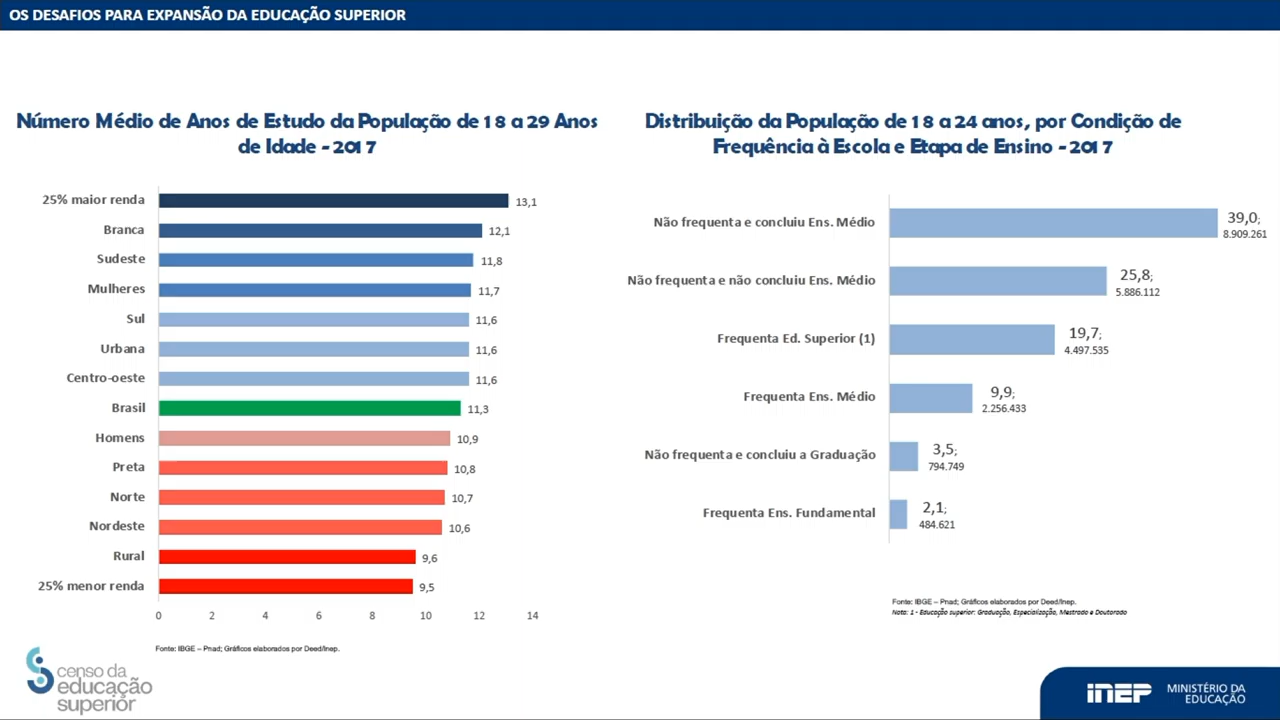 OS DESAFIOS PARA EXPANSÃO DA EDUCAÇÃO SUPERIOR
Número Médio de Anos de Estudo da População de 18 a 29 Anos
de Idade - 2017
25% maior renda 13,1
Branca 12,1
Sudeste 11,8
Mulheres 11,7
Sul 11,6
Urbana 11,6
Centro-oeste 11,6
Brasil 11,3
Homens 10,9
Preta 10,8
Norte 10,7
Nordeste 10,6
Rural 9,6
25% menor renda 9,5
0 2 4 6 8 10 12 14
Fonte: IBGE – Pnad; Gráficos elaborados por Deed/Inep.
Distribuição da População de 18 a 24 anos, por Condição de
Frequência à Escola e Etapa de Ensino - 2017
Não frequenta e concluiu Ens. Médio 39,0;
8.909.261
Não frequenta e não concluiu Ens. Médio 25,8;
5.886.112
Frequenta Ed. Superior (1) 19,7;
4.497.535
Frequenta Ens. Médio 9,9;
2.256.433
Não frequenta e concluiu a Graduação 3,5;
794.749
Frequenta Ens. Fundamental 2,1;
484.621
Fonte: IBGE – Pnad; Gráficos elaborados por Deed/Inep.
Nota: 1 - Educação superior: Graduação, Especialização, Mestrado e Doutorado
censo da
educação
superior
INEP
MINISTÉRIO DA
EDUCAÇÃO